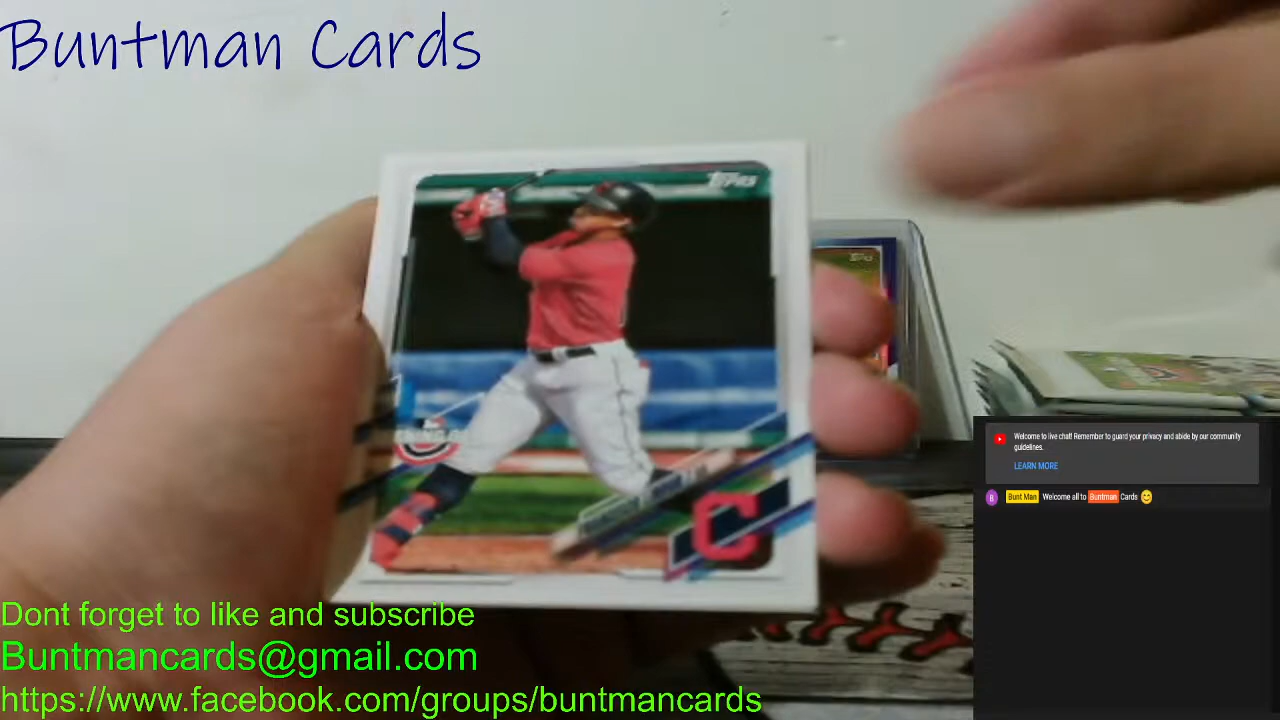 Buntman Cards
TOPPS
Welcome to live chat! Remember to guard your privacy and abide by our community
guidelines.
LEARN MORE
B Bunt Man Welcome all to Buntman Cards
C
Dont forget to like and subscribe
Buntmancards@gmail.com
https://www.facebook.com/groups/buntmancards